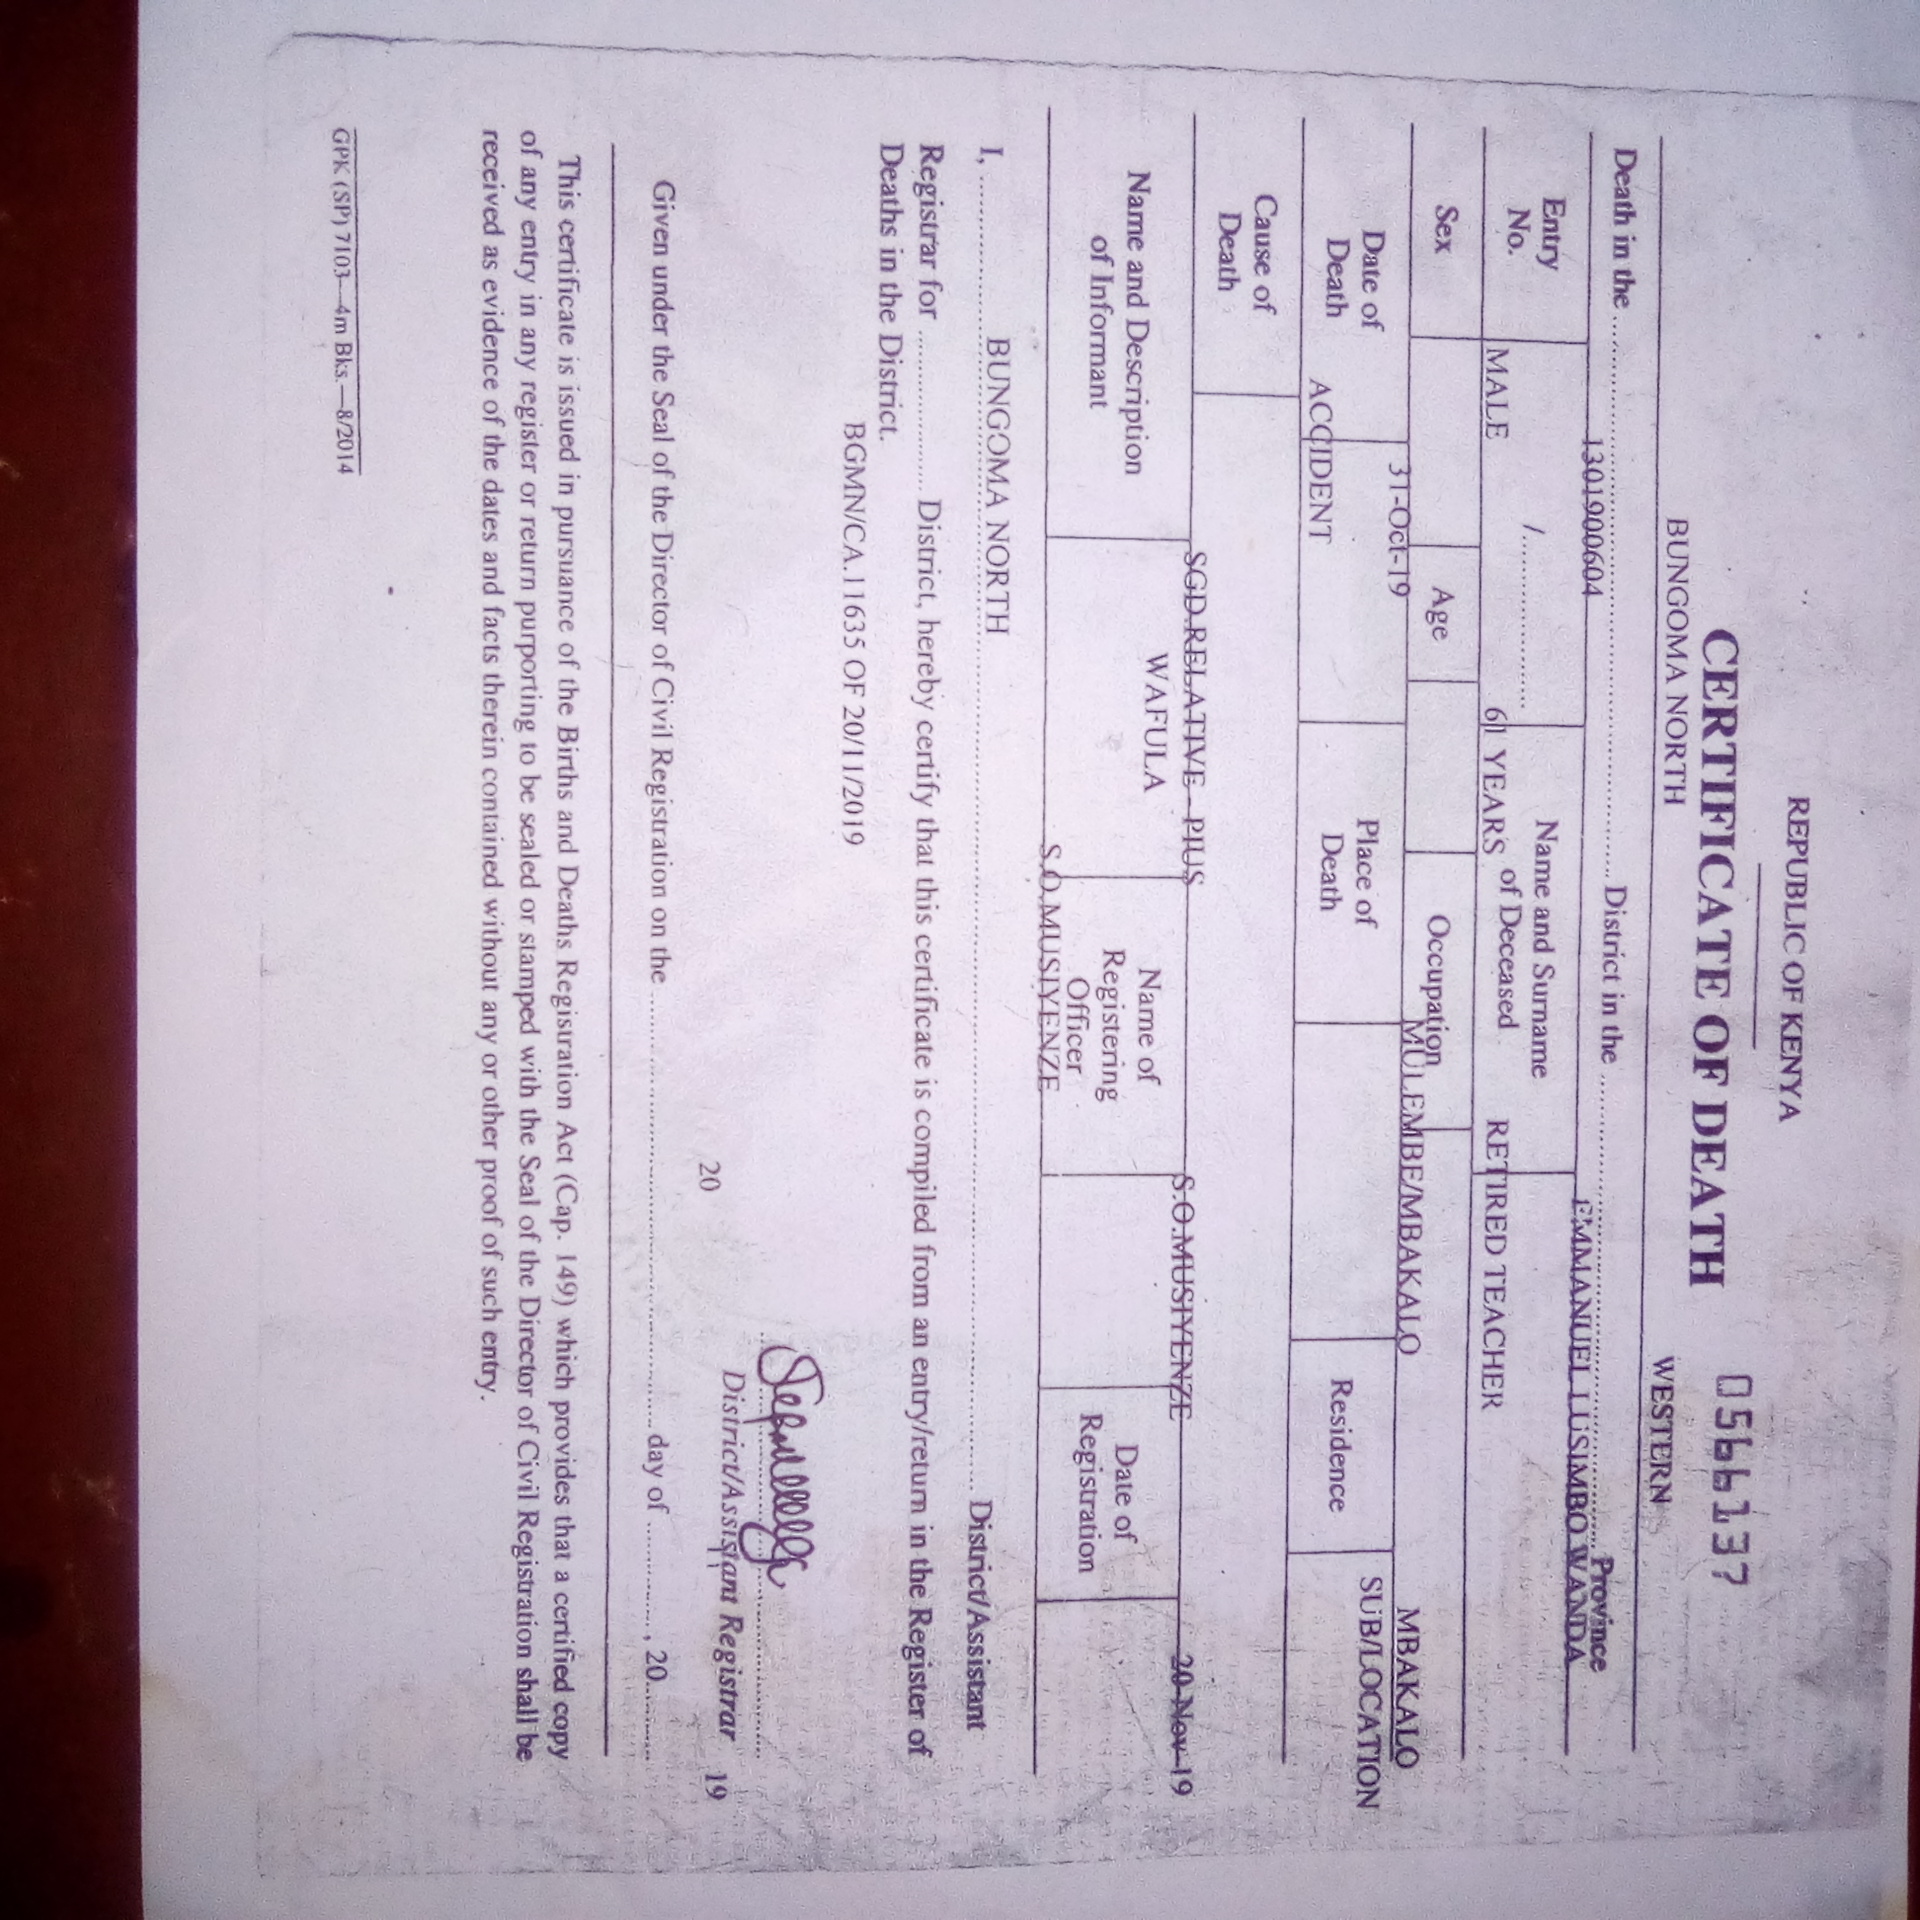 REPUBLIC OF KENYA
CERTIFICATE OF DEATH 0566137
BUNGOMA NORTH WESTERN
Death in the .......... District in the .......... Province
1301900604 EMMANUEL LUSIMBO WANDA
Entry No. /.......... Name and Surname of Deceased
MALE 61 YEARS RETIRED TEACHER
Sex Age Occupation
31-Oct-19 MULEMBE/MBAKALO MBAKALO SUB/LOCATION
Date of Death Place of Death Residence
ACCIDENT
Cause of Death
SGD.RELATIVE - PIUS WAFULA S.O.MUSIYENZE 20-Nov-19
Name and Description of Informant Name of Registering Officer Date of Registration
S.O.MUSIYENZE
I, .......... BUNGOMA NORTH .......... District/Assistant
Registrar for .......... District, hereby certify that this certificate is compiled from an entry/return in the Register of
Deaths in the District.
BGMN/CA.11635 OF 20/11/2019
District/Assistant Registrar
20 19
Given under the Seal of the Director of Civil Registration on the .......... day of .........., 20..........
This certificate is issued in pursuance of the Births and Deaths Registration Act (Cap. 149) which provides that a certified copy
of any entry in any register or return purporting to be sealed or stamped with the Seal of the Director of Civil Registration shall be
received as evidence of the dates and facts therein contained without any or other proof of such entry.
GPK (SP) 7103—4m Bks.—8/2014